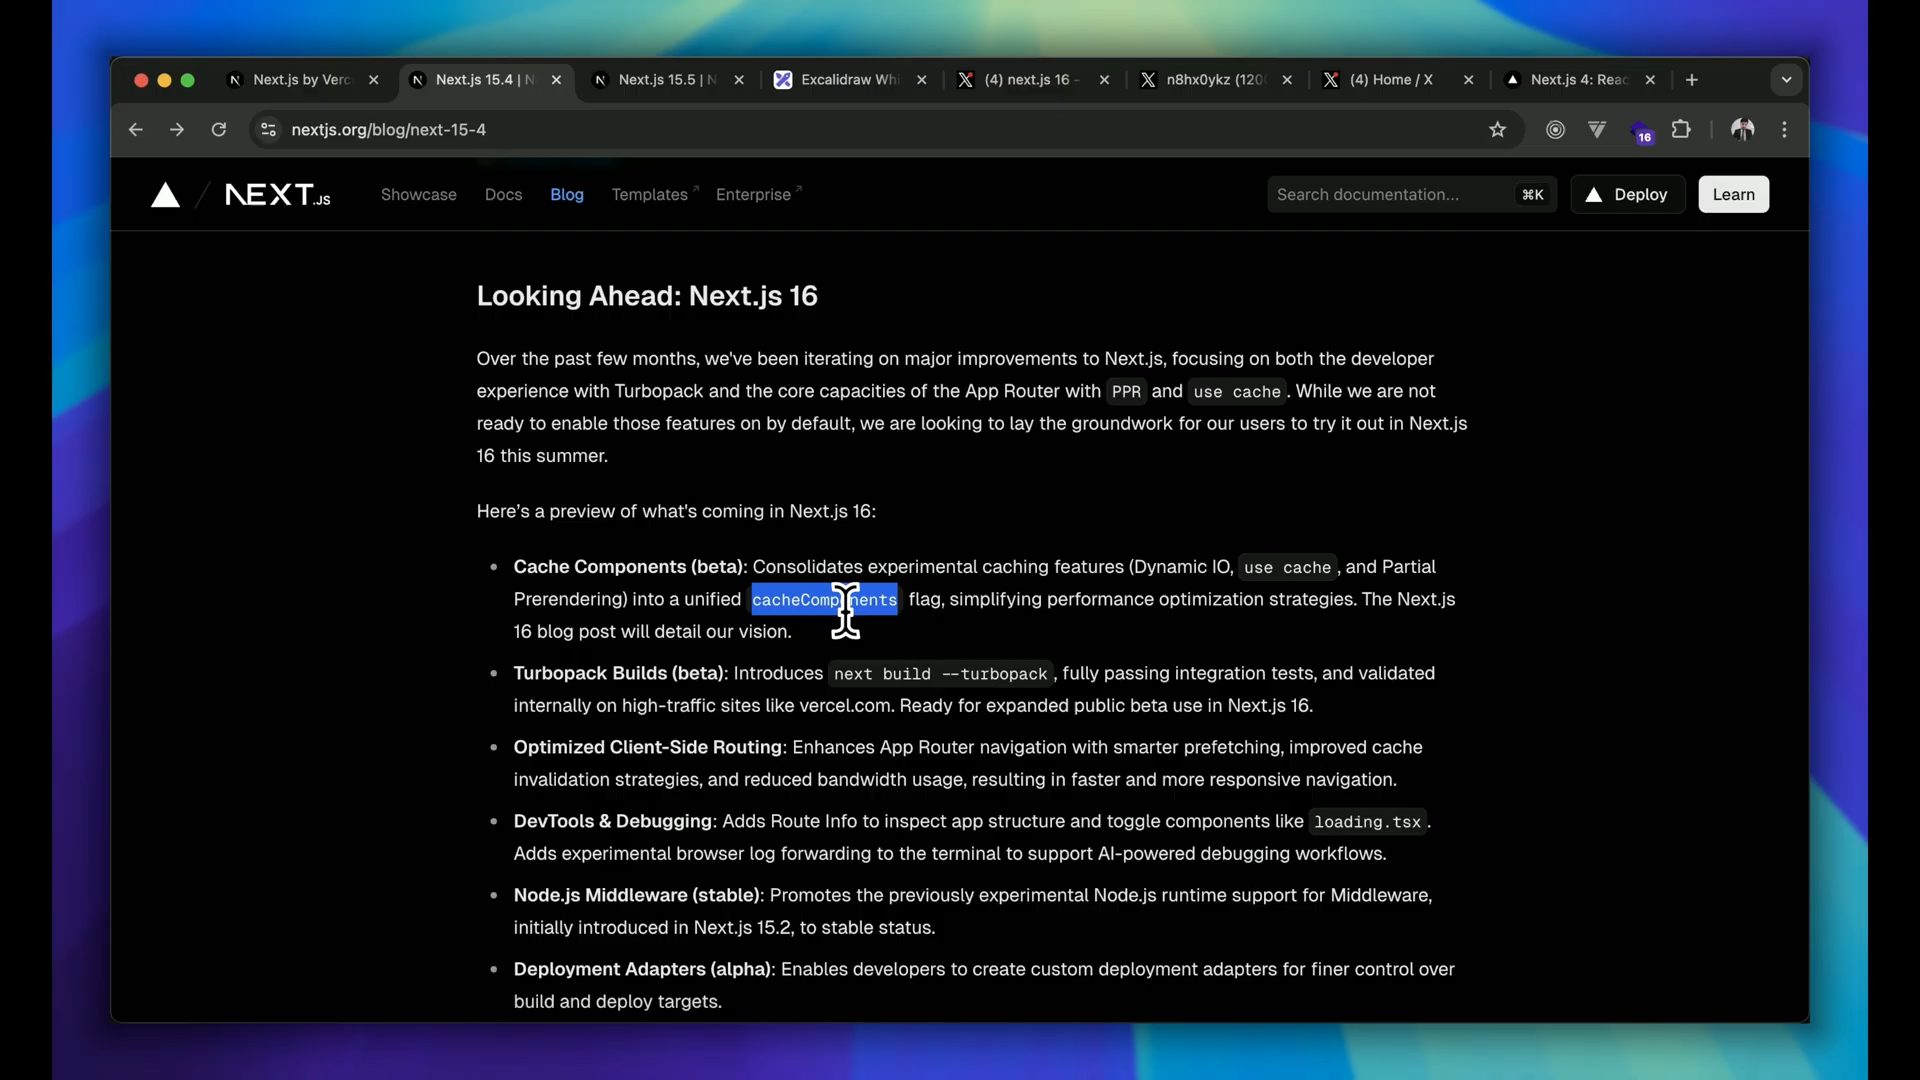 Next.js by Verc
Next.js 15.4 | N
Next.js 15.5 | N
Excalidraw Whi
(4) next.js 16 -
n8hx0ykz (120
(4) Home / X
Next.js 4: Reac
nextjs.org/blog/next-15-4
16
NEXT.JS
Showcase
Docs
Blog
Templates
Enterprise
Search documentation...
⌘K
Deploy
Learn
Looking Ahead: Next.js 16
Over the past few months, we've been iterating on major improvements to Next.js, focusing on both the developer
experience with Turbopack and the core capacities of the App Router with PPR and use cache. While we are not
ready to enable those features on by default, we are looking to lay the groundwork for our users to try it out in Next.js
16 this summer.
Here's a preview of what's coming in Next.js 16:
Cache Components (beta): Consolidates experimental caching features (Dynamic IO, use cache, and Partial
Prerendering) into a unified cacheComponents flag, simplifying performance optimization strategies. The Next.js
16 blog post will detail our vision.
Turbopack Builds (beta): Introduces next build --turbopack, fully passing integration tests, and validated
internally on high-traffic sites like vercel.com. Ready for expanded public beta use in Next.js 16.
Optimized Client-Side Routing: Enhances App Router navigation with smarter prefetching, improved cache
invalidation strategies, and reduced bandwidth usage, resulting in faster and more responsive navigation.
DevTools & Debugging: Adds Route Info to inspect app structure and toggle components like loading.tsx.
Adds experimental browser log forwarding to the terminal to support AI-powered debugging workflows.
Node.js Middleware (stable): Promotes the previously experimental Node.js runtime support for Middleware,
initially introduced in Next.js 15.2, to stable status.
Deployment Adapters (alpha): Enables developers to create custom deployment adapters for finer control over
build and deploy targets.